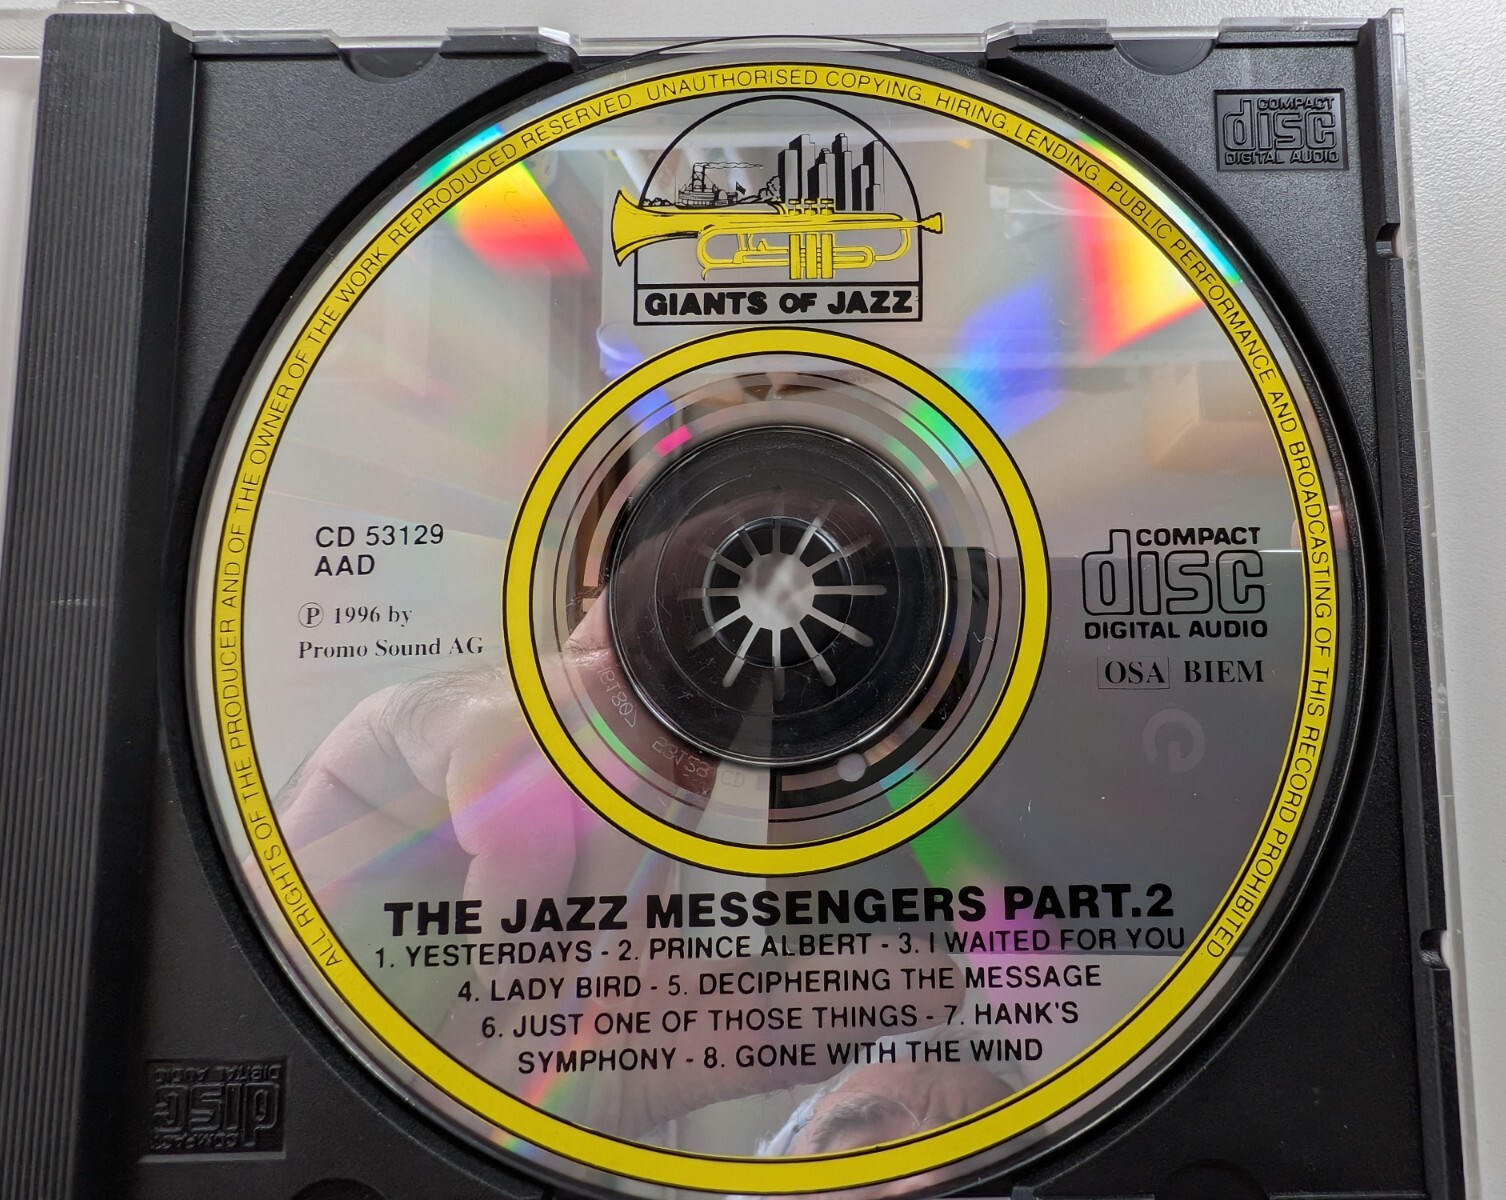 ALL RIGHTS OF THE PRODUCER AND OF THE OWNER OF THE WORK REPRODUCED RESERVED. UNAUTHORISED COPYING, HIRING, LENDING, PUBLIC PERFORMANCE AND BROADCASTING OF THIS RECORD PROHIBITED
GIANTS OF JAZZ
COMPACT
disc
DIGITAL AUDIO
CD 53129
AAD
Ⓟ 1996 by
Promo Sound AG
COMPACT
disc
DIGITAL AUDIO
OSA BIEM
THE JAZZ MESSENGERS PART.2
1. YESTERDAYS - 2. PRINCE ALBERT - 3. I WAITED FOR YOU
4. LADY BIRD - 5. DECIPHERING THE MESSAGE
6. JUST ONE OF THOSE THINGS - 7. HANK'S
SYMPHONY - 8. GONE WITH THE WIND
COMPACT
disc
DIGITAL AUDIO